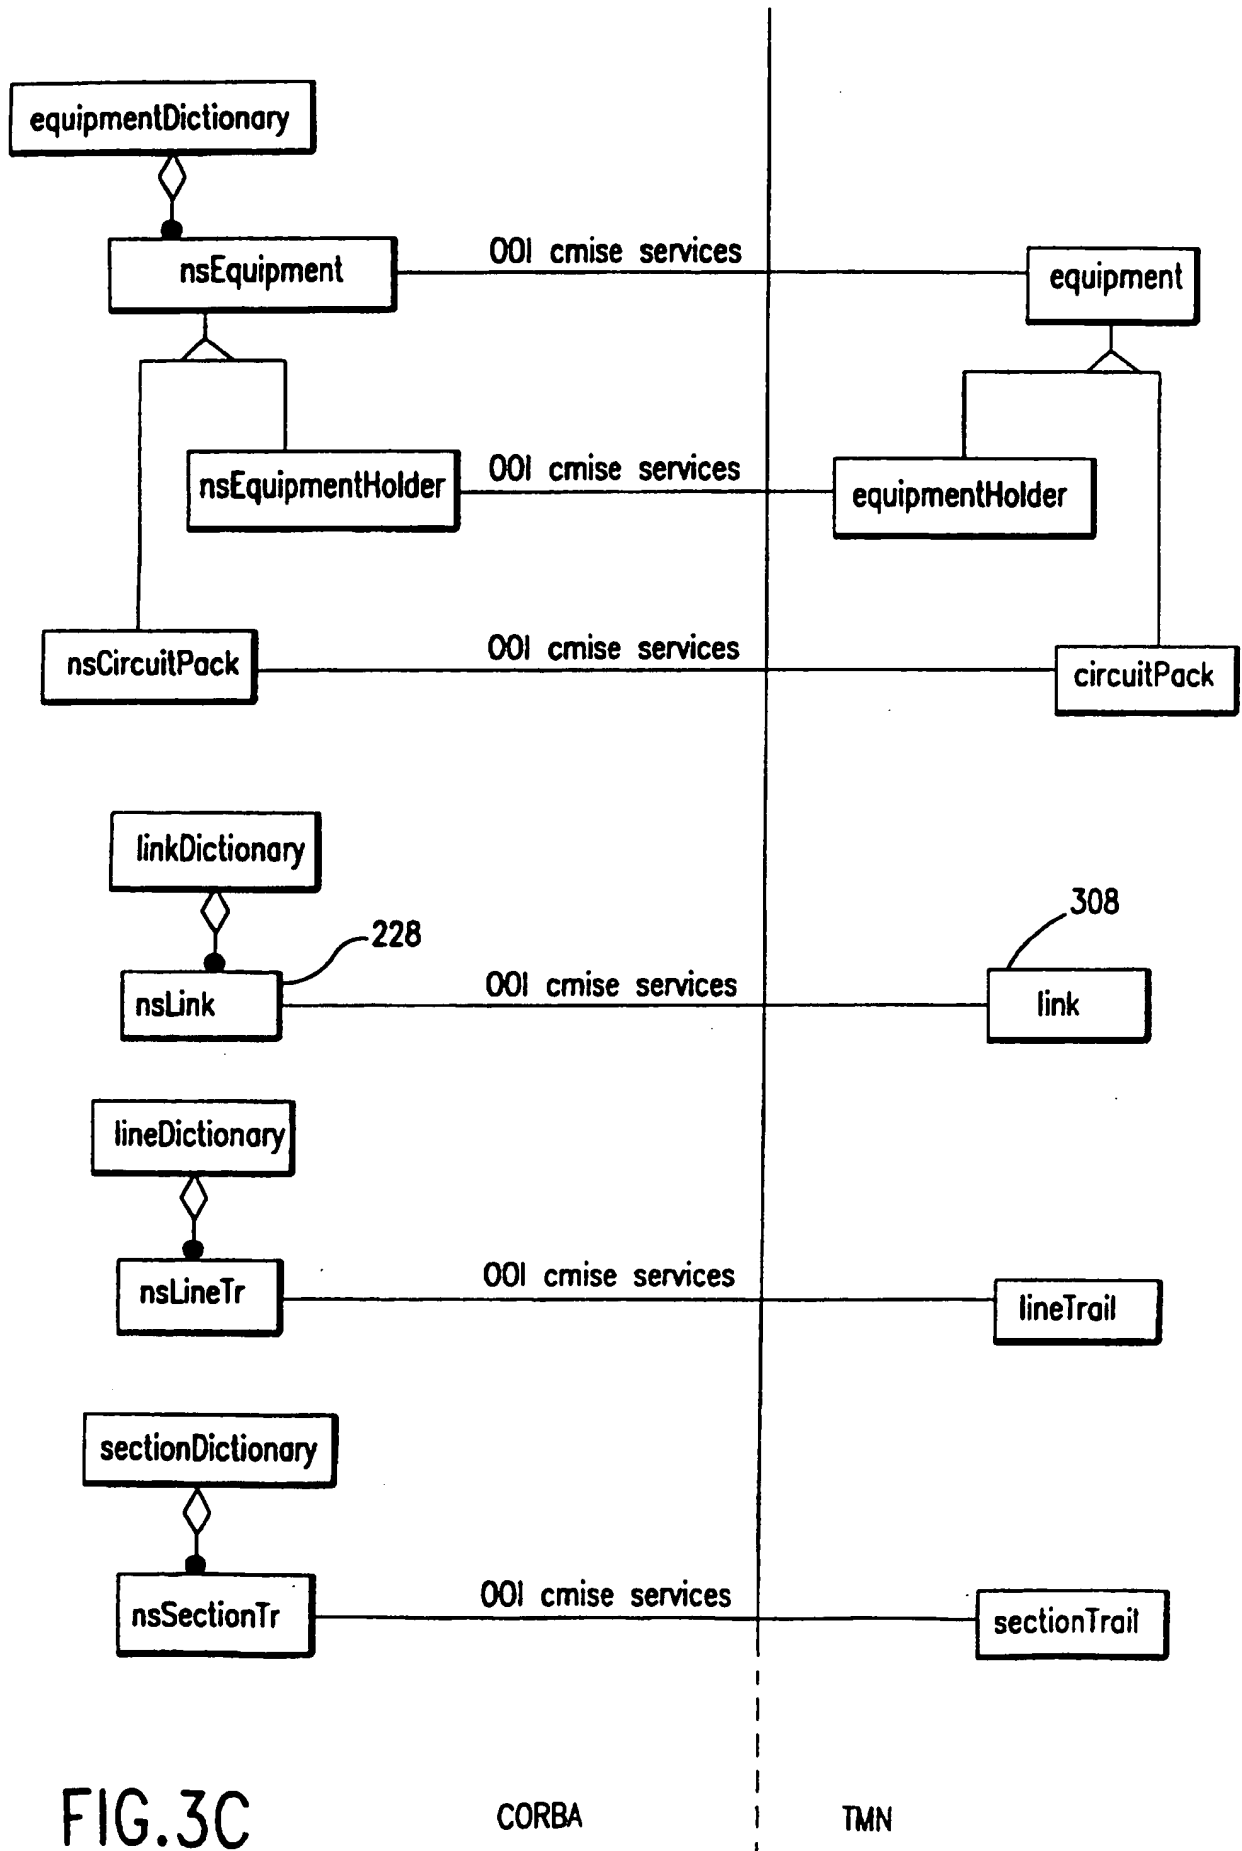 equipmentDictionary
nsEquipment
OOI cmise services
equipment
nsEquipmentHolder
OOI cmise services
equipmentHolder
nsCircuitPack
OOI cmise services
circuitPack
linkDictionary
228
308
nsLink
OOI cmise services
link
lineDictionary
nsLineTr
OOI cmise services
lineTrail
sectionDictionary
nsSectionTr
OOI cmise services
sectionTrail
FIG.3C
CORBA
TMN